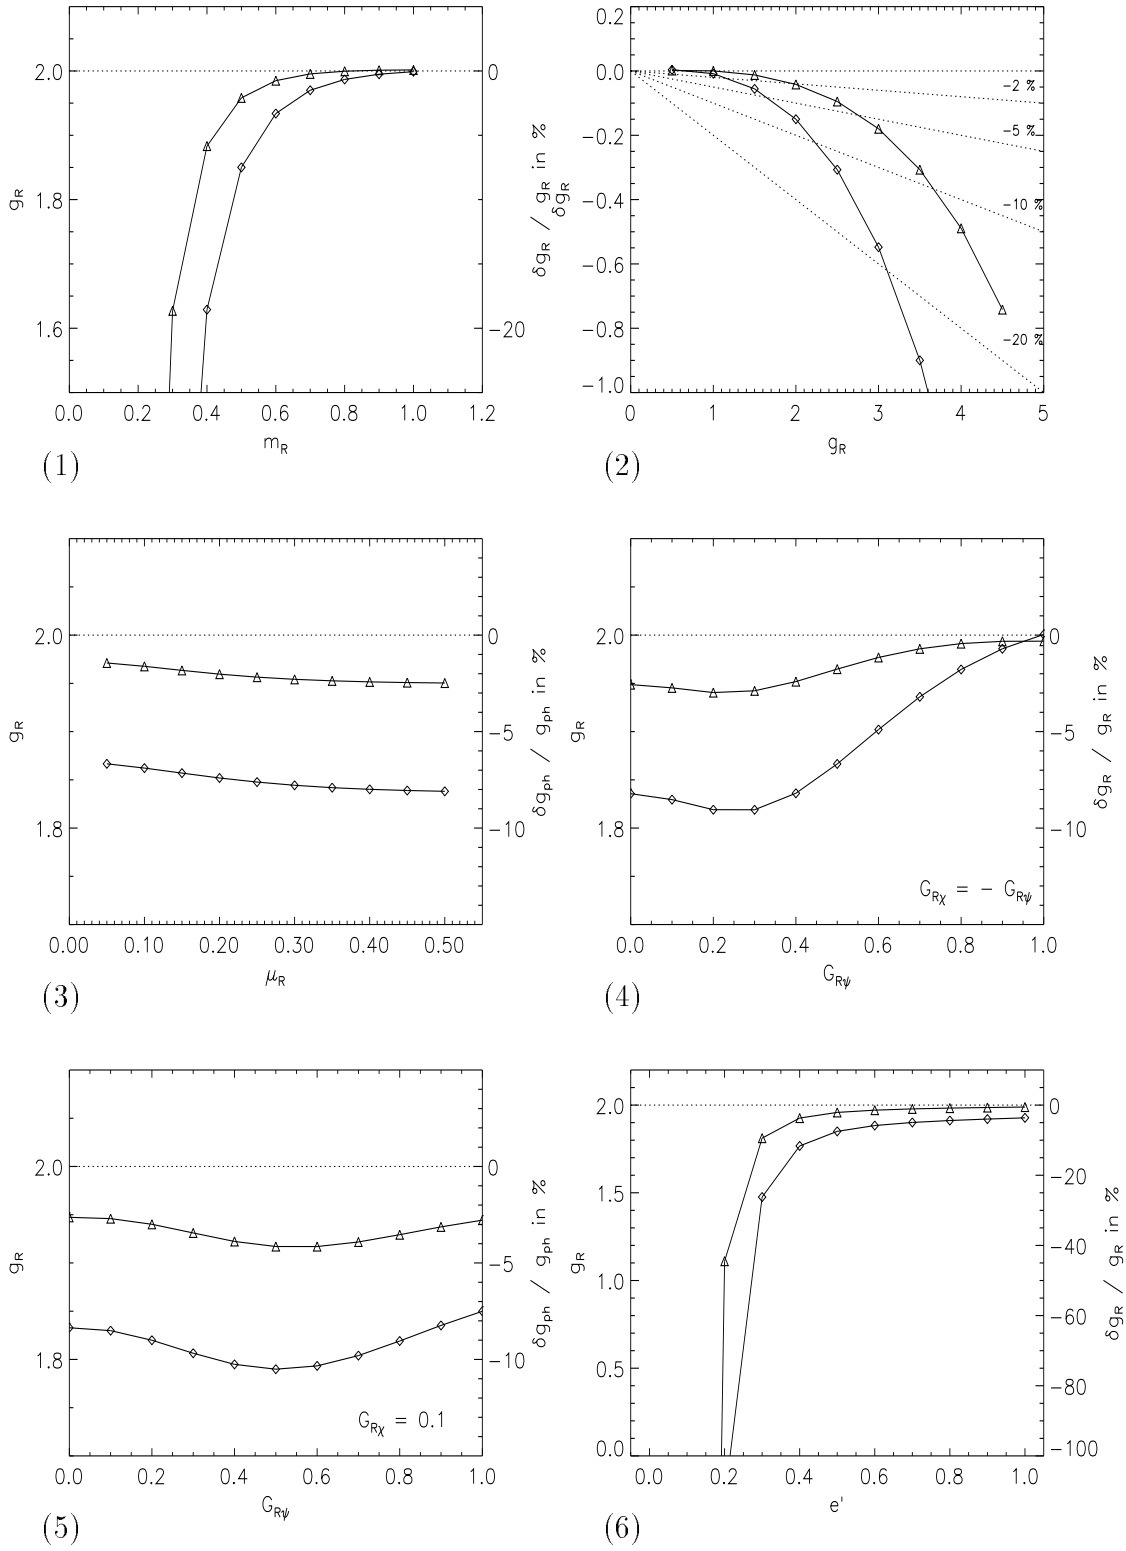 2.0
1.8
1.6
g_R
0
−20
δg_R / g_R in %
0.0 0.2 0.4 0.6 0.8 1.0 1.2
m_R
(1)
0.2
0.0
−0.2
−0.4
−0.6
−0.8
−1.0
δg_R
−2 %
−5 %
−10 %
−20 %
0 1 2 3 4 5
g_R
(2)
2.0
1.8
g_R
0
−5
−10
δg_ph / g_ph in %
0.00 0.10 0.20 0.30 0.40 0.50
μ_R
(3)
2.0
1.8
g_R
0
−5
−10
δg_R / g_R in %
G_Rχ = − G_Rψ
0.0 0.2 0.4 0.6 0.8 1.0
G_Rψ
(4)
2.0
1.8
g_R
0
−5
−10
δg_ph / g_ph in %
G_Rχ = 0.1
0.0 0.2 0.4 0.6 0.8 1.0
G_Rψ
(5)
2.0
1.5
1.0
0.5
0.0
g_R
0
−20
−40
−60
−80
−100
δg_R / g_R in %
0.0 0.2 0.4 0.6 0.8 1.0
e'
(6)